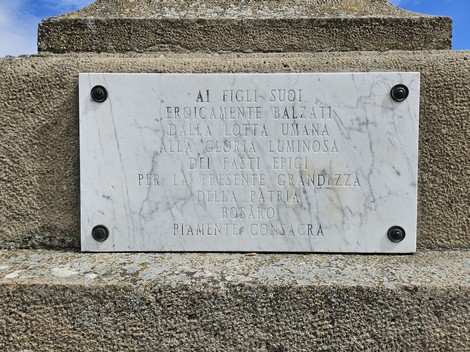 AI FIGLI SUOI
EROICAMENTE BALZATI
DALLA LOTTA UMANA
ALLA GLORIA LUMINOSA
DEI FASTI EPIGI
PER LA PRESENTE GRANDEZZA
DELLA PATRIA
ROSARO
PIAMENTE CONSACRA